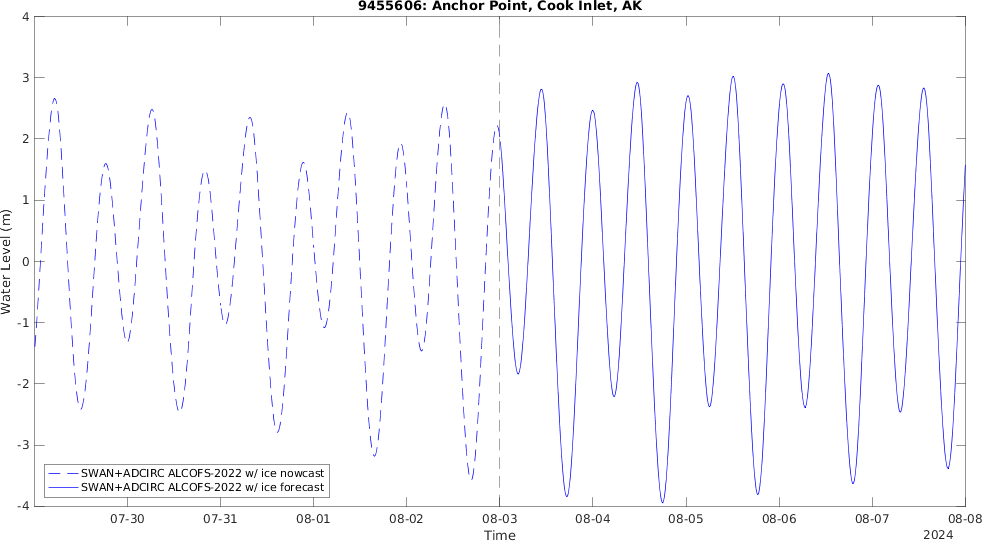 9455606: Anchor Point, Cook Inlet, AK
4
3
2
1
0
-1
-2
-3
-4
Water Level (m)
SWAN+ADCIRC ALCOFS-2022 w/ ice nowcast
SWAN+ADCIRC ALCOFS-2022 w/ ice forecast
07-30 07-31 08-01 08-02 08-03 08-04 08-05 08-06 08-07 08-08
Time
2024